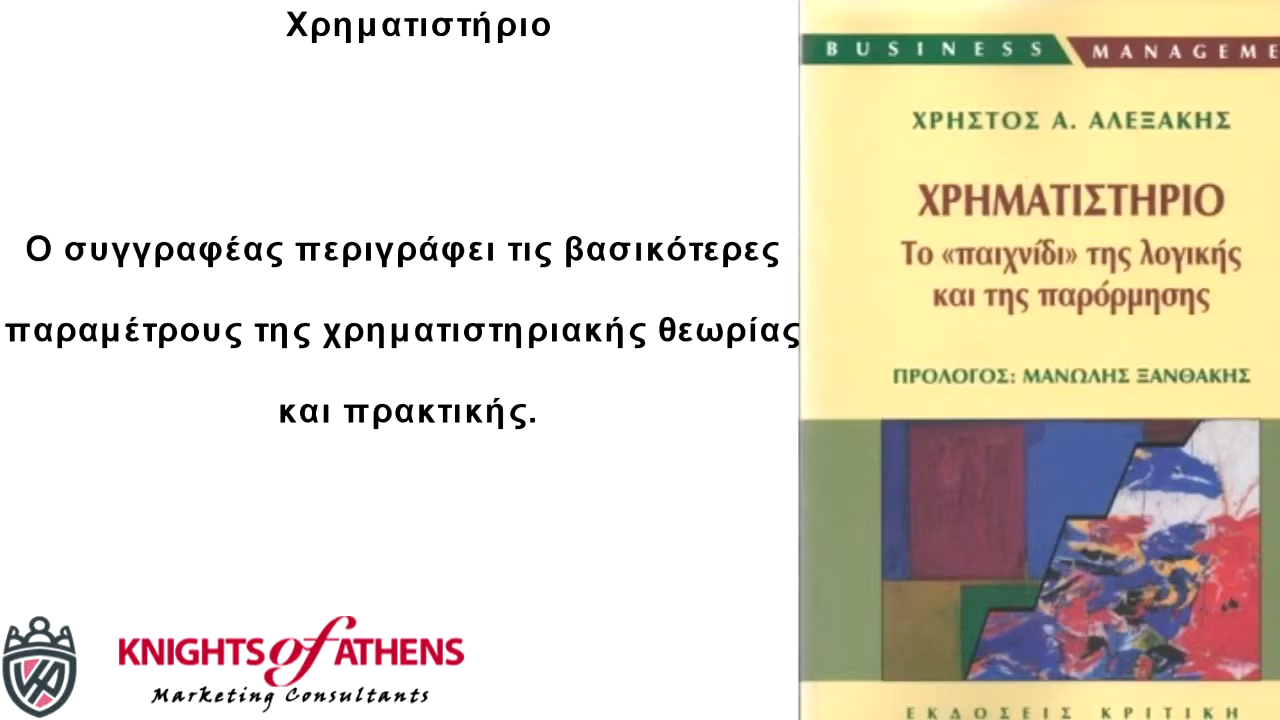 Χρηματιστήριο
Ο συγγραφέας περιγράφει τις βασικότερες
παραμέτρους της χρηματιστηριακής θεωρίας
και πρακτικής.
KNIGHTS of ATHENS
Marketing Consultants
BUSINESS MANAGEME
ΧΡΗΣΤΟΣ Α. ΑΛΕΞΑΚΗΣ
ΧΡΗΜΑΤΙΣΤΗΡΙΟ
Το «παιχνίδι» της λογικής
και της παρόρμησης
ΠΡΟΛΟΓΟΣ: ΜΑΝΩΛΗΣ ΞΑΝΘΑΚΗΣ
ΕΚΔΟΣΕΙΣ ΚΡΙΤΙΚΗ